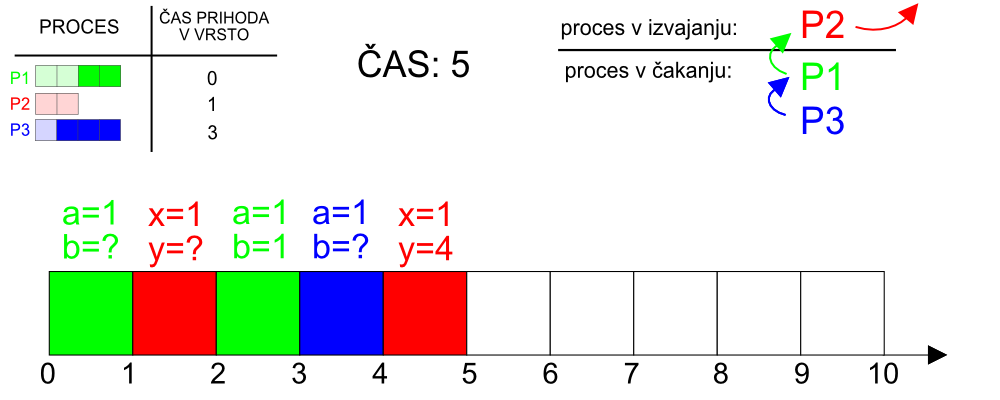 PROCES
ČAS PRIHODA
V VRSTO
P1 0
P2 1
P3 3
ČAS: 5
proces v izvajanju: P2
proces v čakanju: P1
P3
a=1 x=1 a=1 a=1 x=1
b=? y=? b=1 b=? y=4
0 1 2 3 4 5 6 7 8 9 10